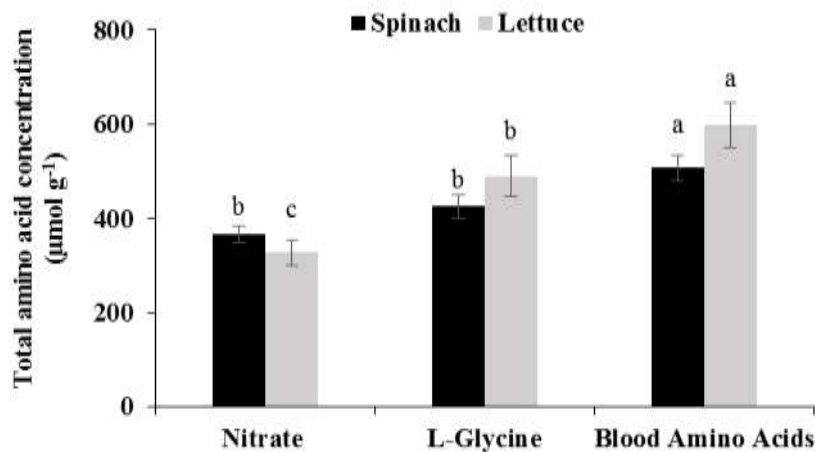 Total amino acid concentration
(µmol g⁻¹)
800
600
400
200
0
Spinach Lettuce
b
c
b
b
a
a
Nitrate
L-Glycine
Blood Amino Acids